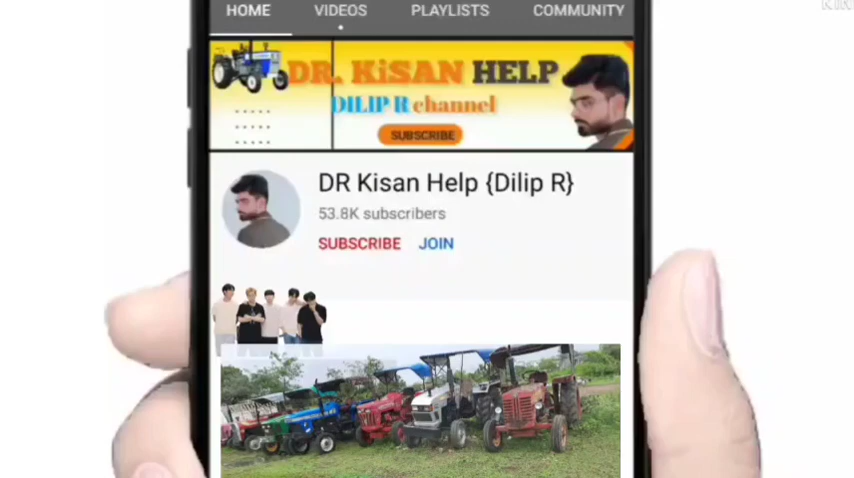 HOME VIDEOS PLAYLISTS COMMUNITY
DR. KiSAN HELP
DILIP R channel
SUBSCRIBE
DR Kisan Help {Dilip R}
53.8K subscribers
SUBSCRIBE JOIN